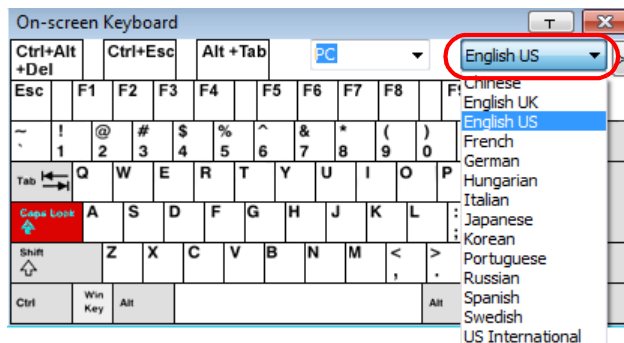 On-screen Keyboard
Ctrl+Alt +Del Ctrl+Esc Alt +Tab PC English US
Esc F1 F2 F3 F4 F5 F6 F7 F8
~ ! @ # $ % ^ & * ( )
` 1 2 3 4 5 6 7 8 9 0
Tab Q W E R T Y U I O P
Caps Lock A S D F G H J K L : ;
Shift Z X C V B N M < , > .
Ctrl Win Key Alt Alt
Chinese
English UK
English US
French
German
Hungarian
Italian
Japanese
Korean
Portuguese
Russian
Spanish
Swedish
US International